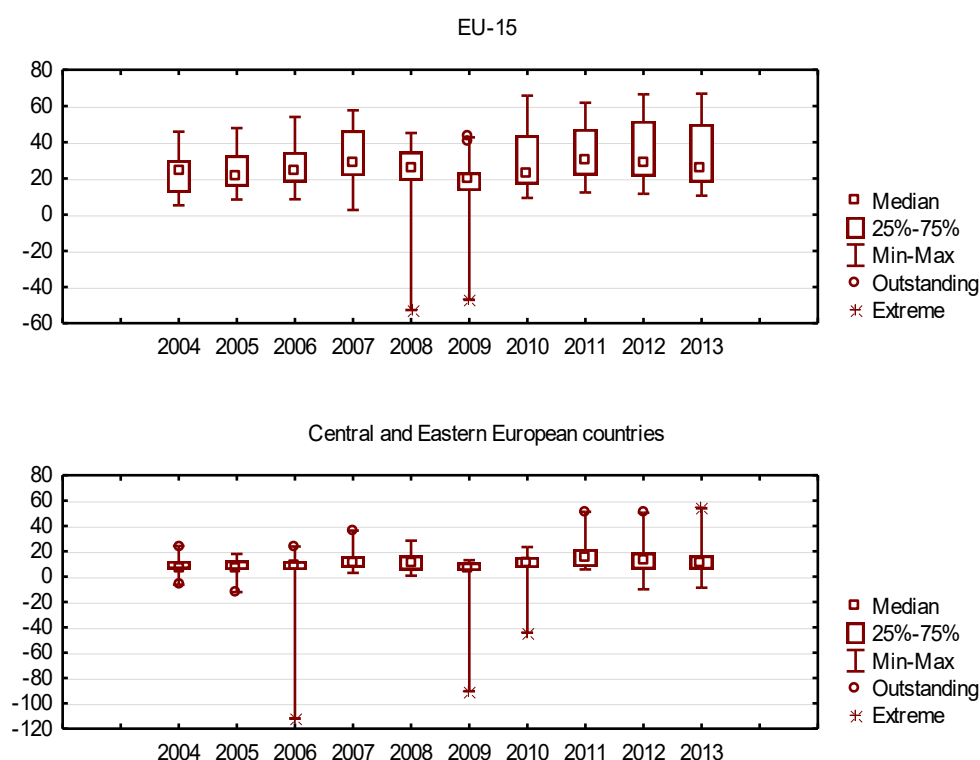 EU-15
80
60
40
20
0
-20
-40
-60
2004 2005 2006 2007 2008 2009 2010 2011 2012 2013
Median
25%-75%
Min-Max
Outstanding
Extreme
Central and Eastern European countries
80
60
40
20
0
-20
-40
-60
-80
-100
-120
2004 2005 2006 2007 2008 2009 2010 2011 2012 2013
Median
25%-75%
Min-Max
Outstanding
Extreme